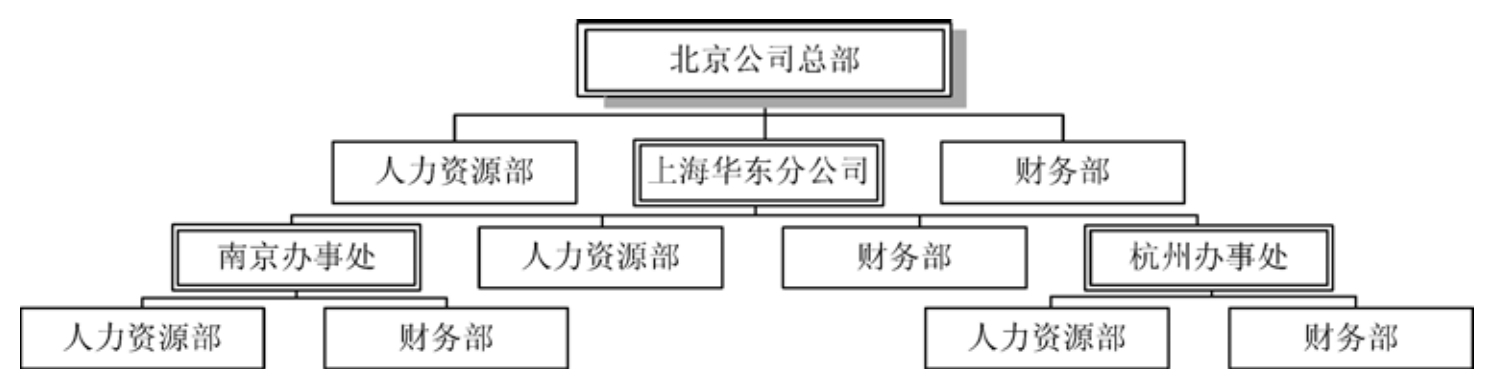 北京公司总部
人力资源部
上海华东分公司
财务部
南京办事处
人力资源部
财务部
杭州办事处
人力资源部
财务部
人力资源部
财务部